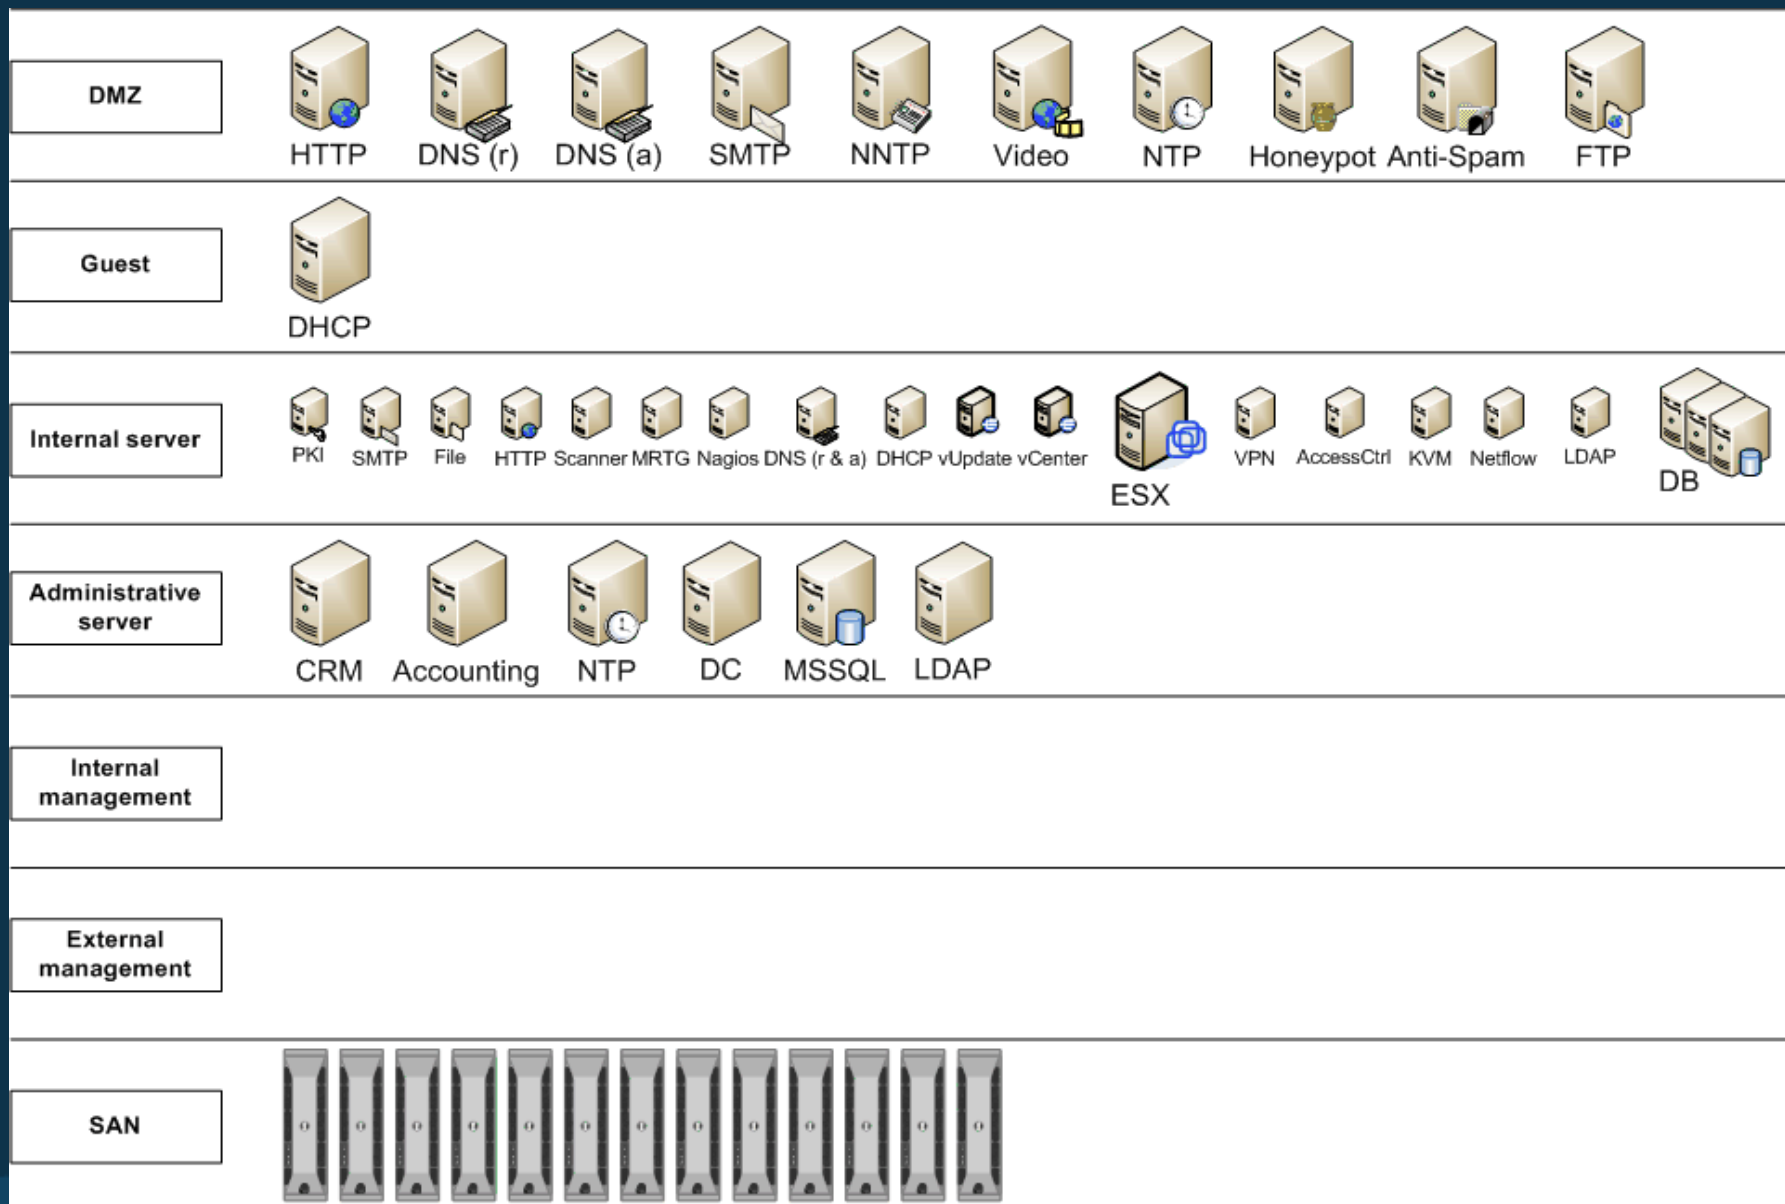 DMZ
HTTP DNS (r) DNS (a) SMTP NNTP Video NTP Honeypot Anti-Spam FTP
Guest
DHCP
Internal server
PKI SMTP File HTTP Scanner MRTG Nagios DNS (r & a) DHCP vUpdate vCenter ESX VPN AccessCtrl KVM Netflow LDAP DB
Administrative
server
CRM Accounting NTP DC MSSQL LDAP
Internal
management
External
management
SAN